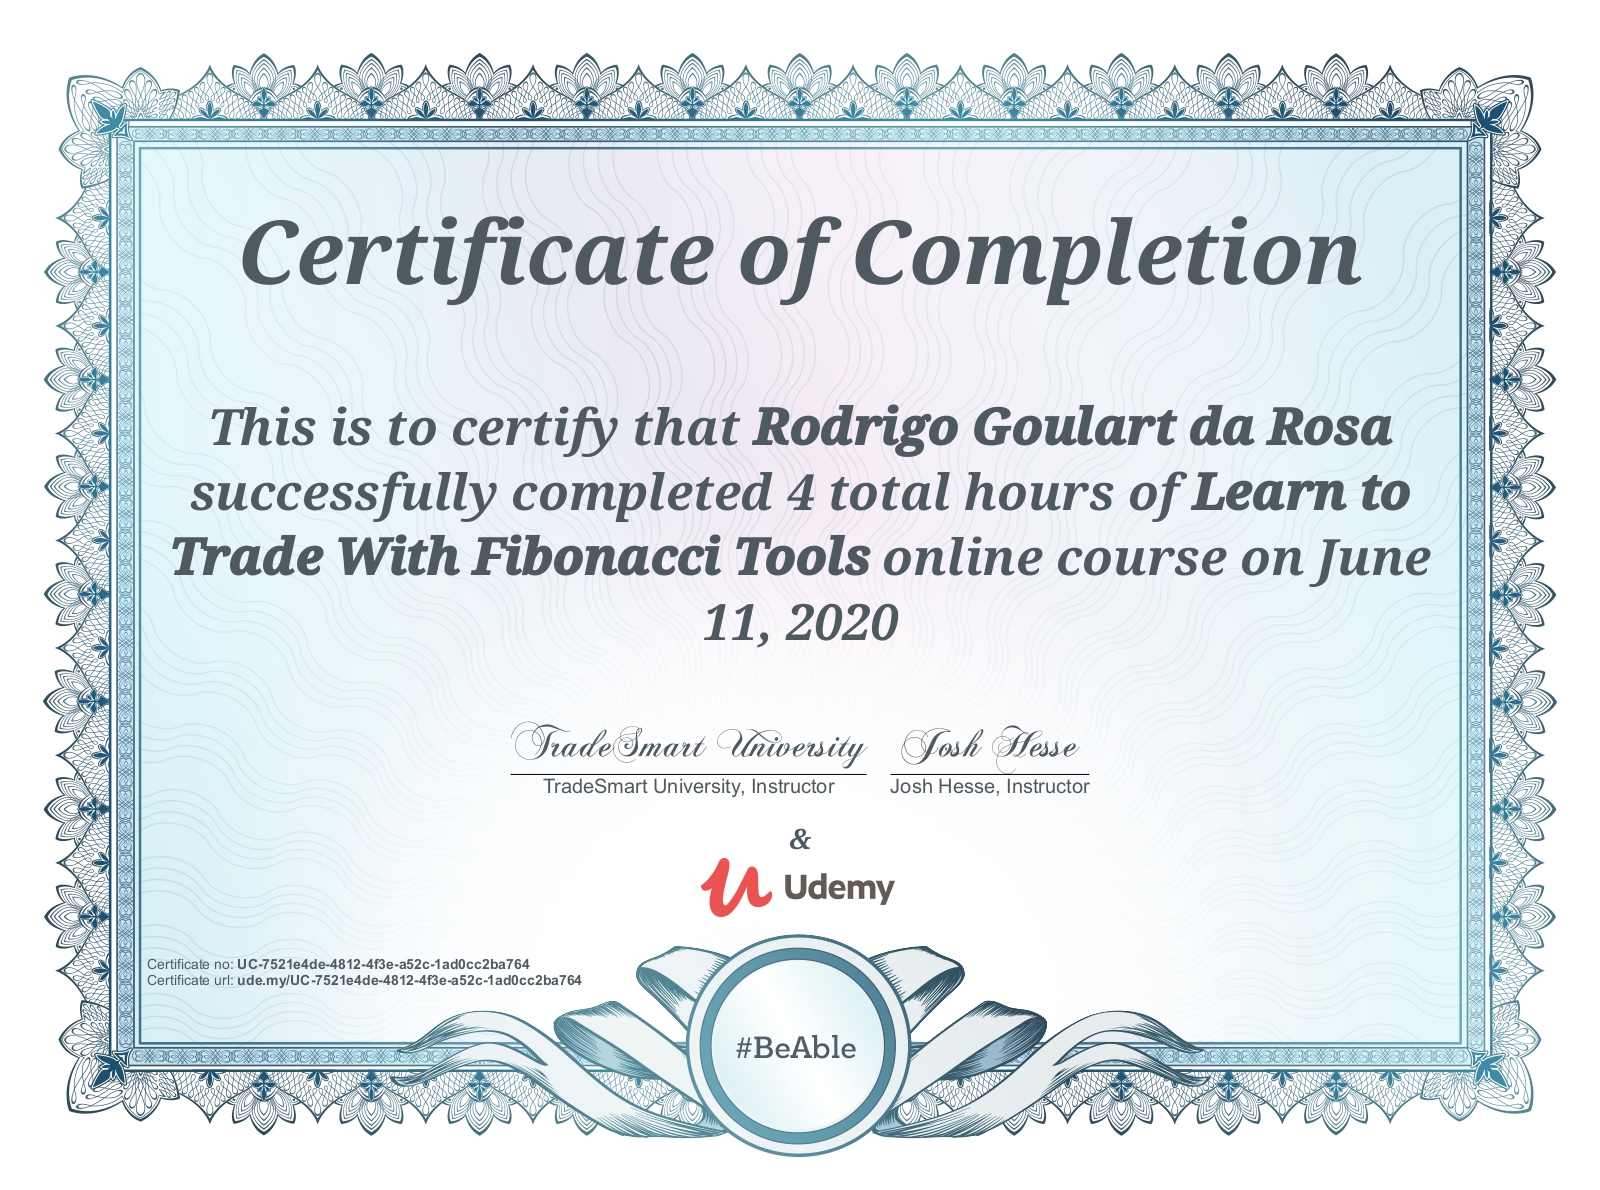 Certificate of Completion
This is to certify that Rodrigo Goulart da Rosa
successfully completed 4 total hours of Learn to
Trade With Fibonacci Tools online course on June
11, 2020
TradeSmart University Josh Hesse
TradeSmart University, Instructor Josh Hesse, Instructor
&
Udemy
Certificate no: UC-7521e4de-4812-4f3e-a52c-1ad0cc2ba764
Certificate url: ude.my/UC-7521e4de-4812-4f3e-a52c-1ad0cc2ba764
#BeAble